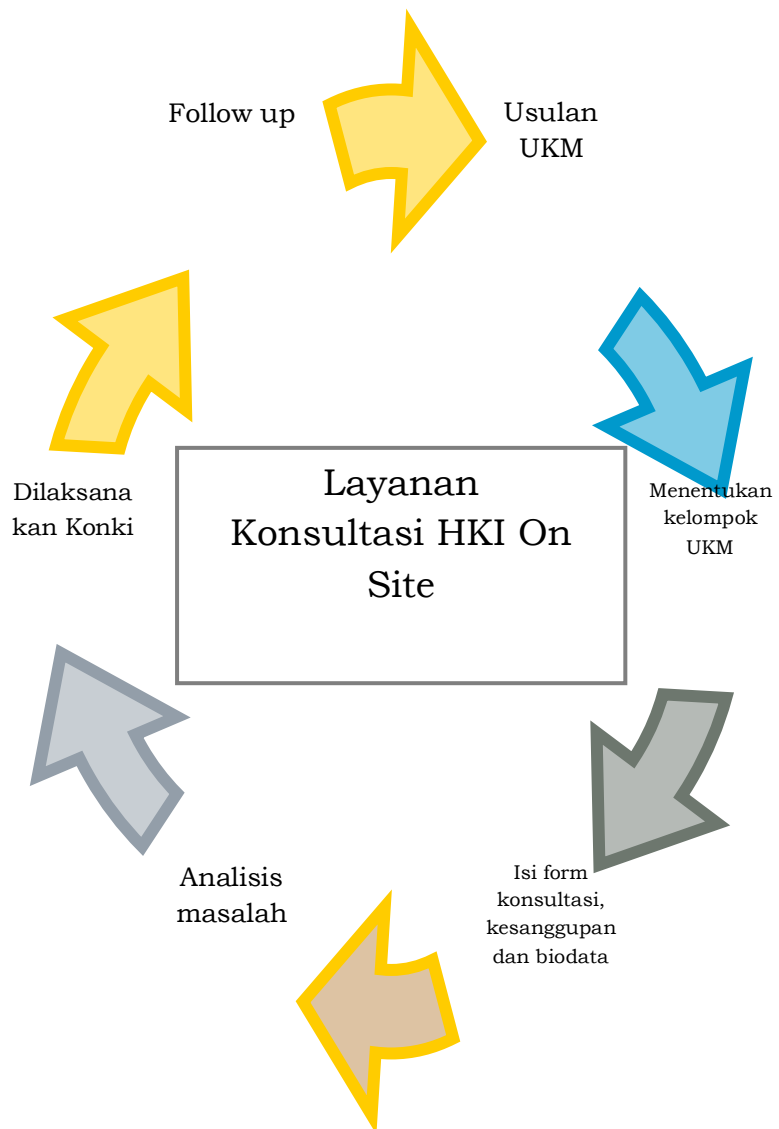 Follow up
Usulan
UKM
Dilaksana
kan Konki
Layanan
Konsultasi HKI On
Site
Menentukan
kelompok
UKM
Analisis
masalah
Isi form
konsultasi,
kesanggupan
dan biodata